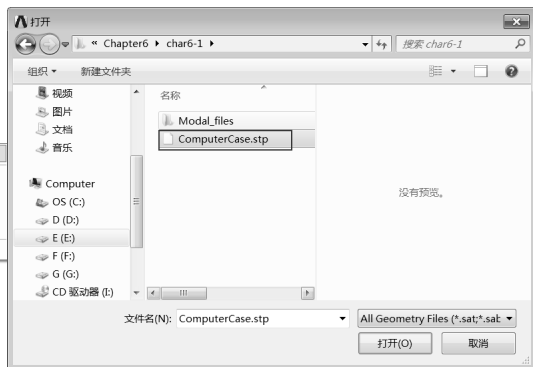 打开
« Chapter6 char6-1
搜索 char6-1
组织 新建文件夹
视频
图片
文档
音乐
Computer
OS (C:)
D (D:)
E (E:)
F (F:)
G (G:)
CD 驱动器 (I:)
名称
Modal_files
ComputerCase.stp
没有预览。
文件名(N): ComputerCase.stp
All Geometry Files (*.sat;*.sab
打开(O) 取消